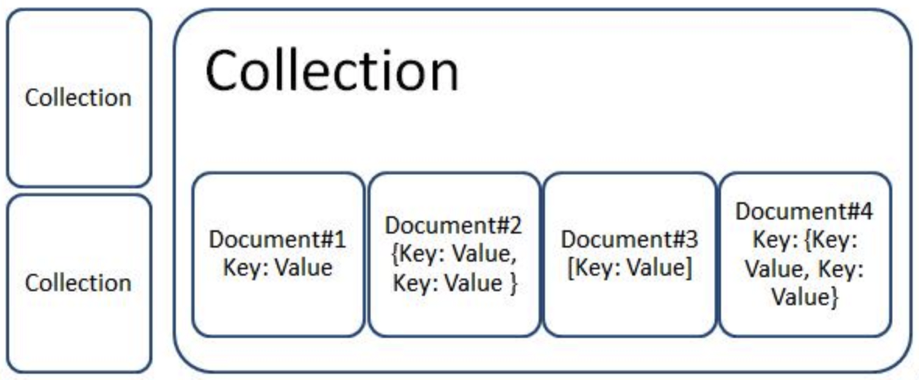 Collection
Collection
Collection
Document#1
Key: Value
Document#2
{Key: Value,
Key: Value }
Document#3
[Key: Value]
Document#4
Key: {Key:
Value, Key:
Value}